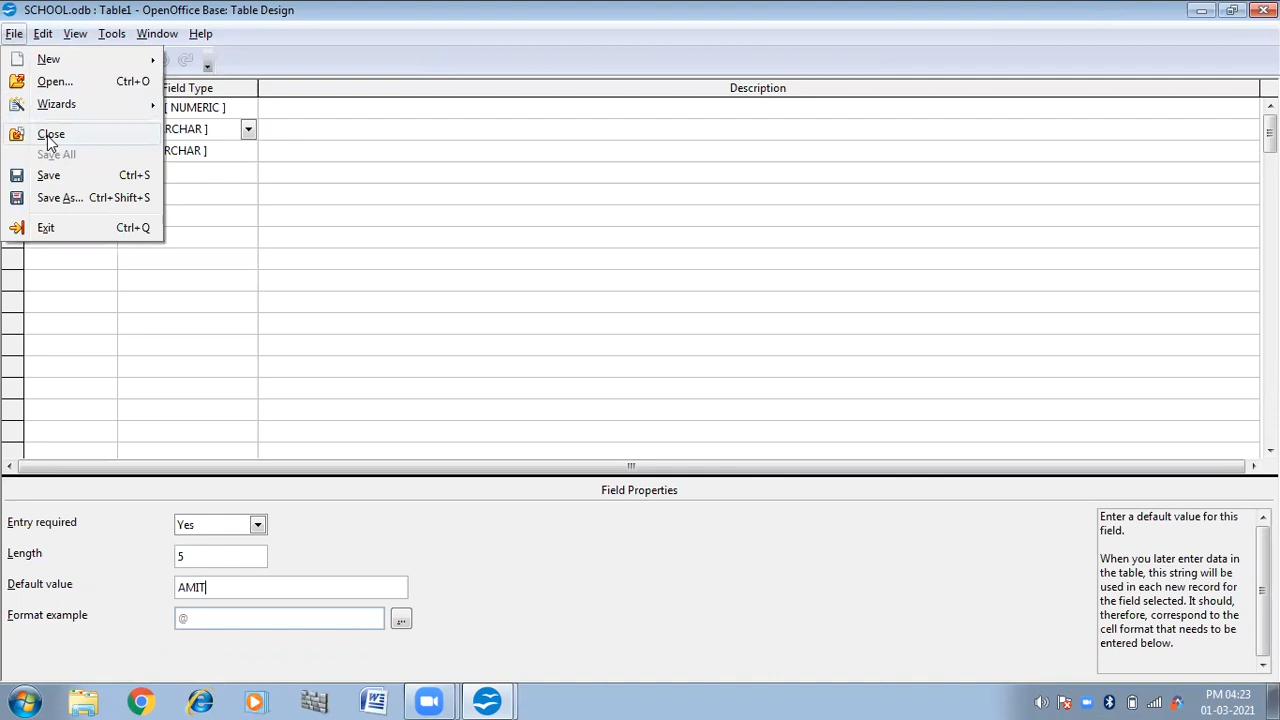 SCHOOL.odb : Table1 - OpenOffice Base: Table Design
File Edit View Tools Window Help
New
Open... Ctrl+O
Wizards
Close
Save All
Save Ctrl+S
Save As... Ctrl+Shift+S
Exit Ctrl+Q
Field Type Description
[ NUMERIC ]
RCHAR ]
RCHAR ]
Field Properties
Entry required Yes
Length 5
Default value AMIT
Format example @
...
Enter a default value for this
field.
When you later enter data in
the table, this string will be
used in each new record for
the field selected. It should,
therefore, correspond to the
cell format that needs to be
entered below.
PM 04:23
01-03-2021